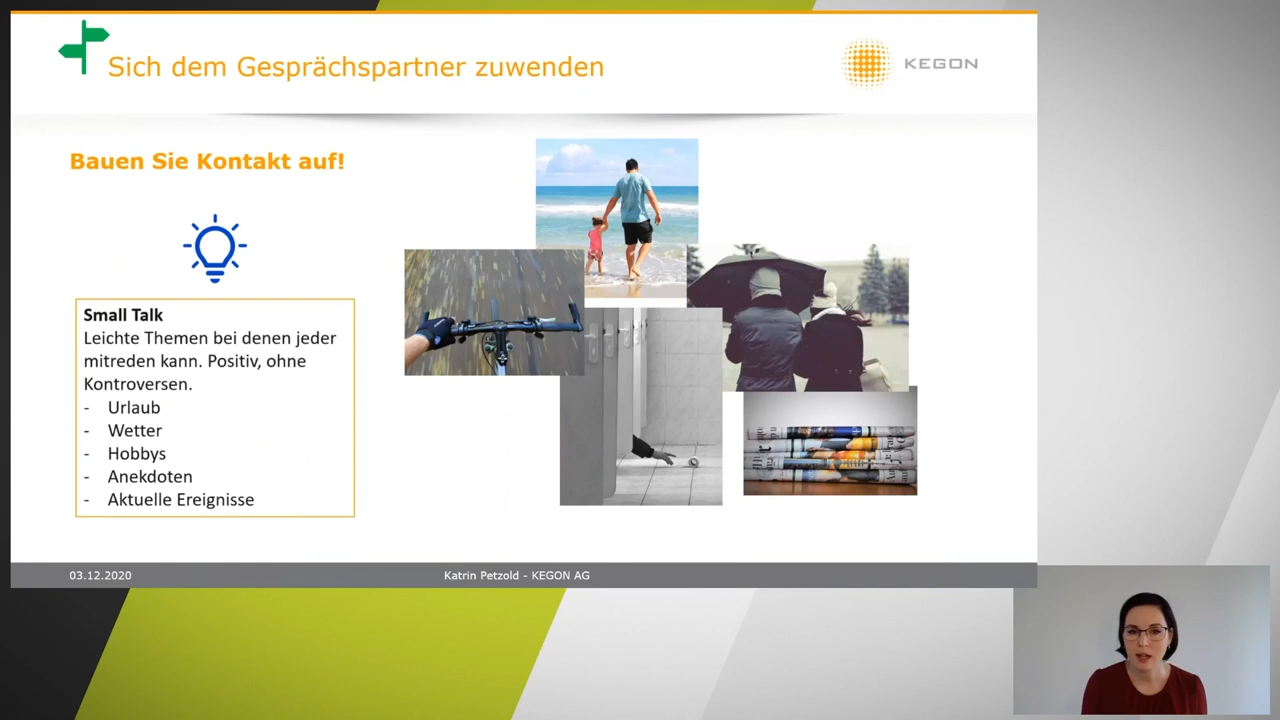 Sich dem Gesprächspartner zuwenden
KEGON
Bauen Sie Kontakt auf!
Small Talk
Leichte Themen bei denen jeder
mitreden kann. Positiv, ohne
Kontroversen.
- Urlaub
- Wetter
- Hobbys
- Anekdoten
- Aktuelle Ereignisse
03.12.2020
Katrin Petzold - KEGON AG